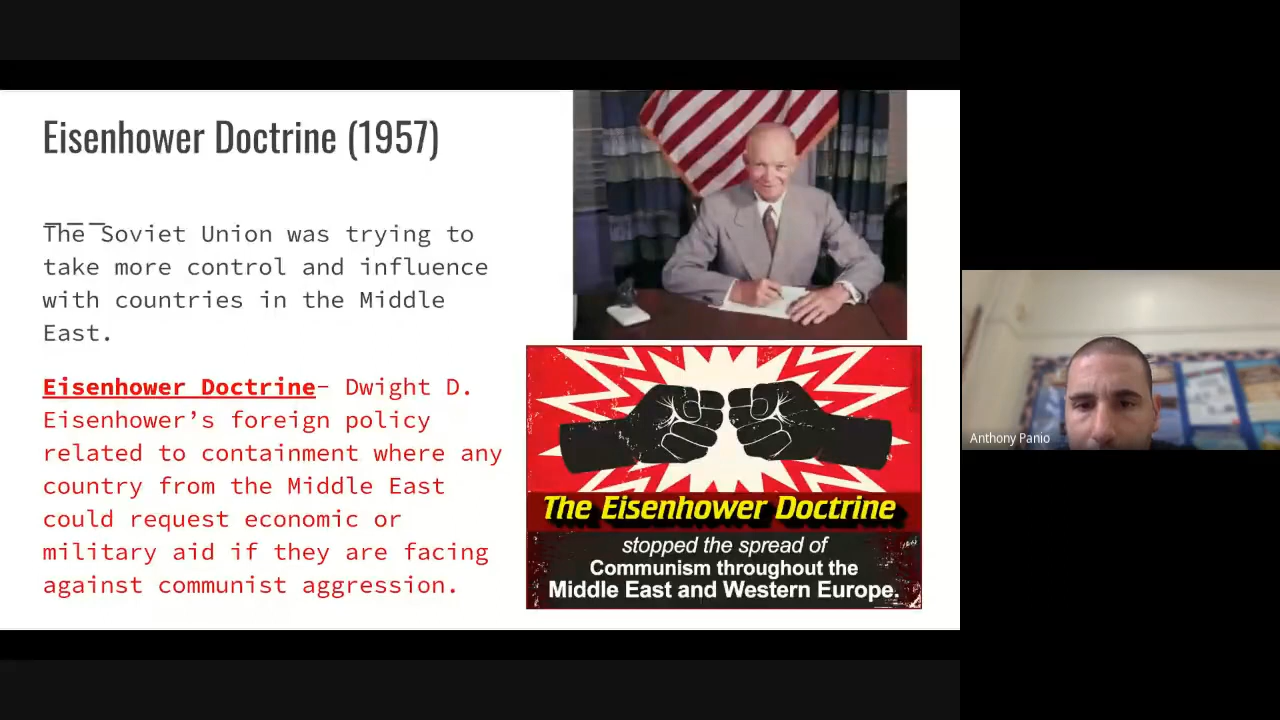 Eisenhower Doctrine (1957)
The Soviet Union was trying to
take more control and influence
with countries in the Middle
East.
Eisenhower Doctrine- Dwight D.
Eisenhower’s foreign policy
related to containment where any
country from the Middle East
could request economic or
military aid if they are facing
against communist aggression.
The Eisenhower Doctrine
stopped the spread of
Communism throughout the
Middle East and Western Europe.
Anthony Panio